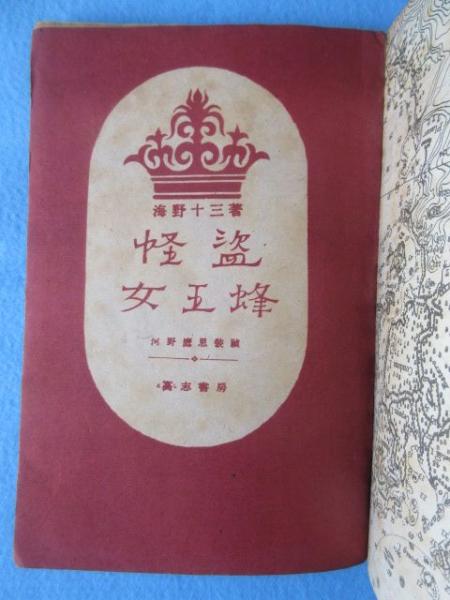 海野十三著
怪盗
女王蜂
河野鷹思装幀
高志書房